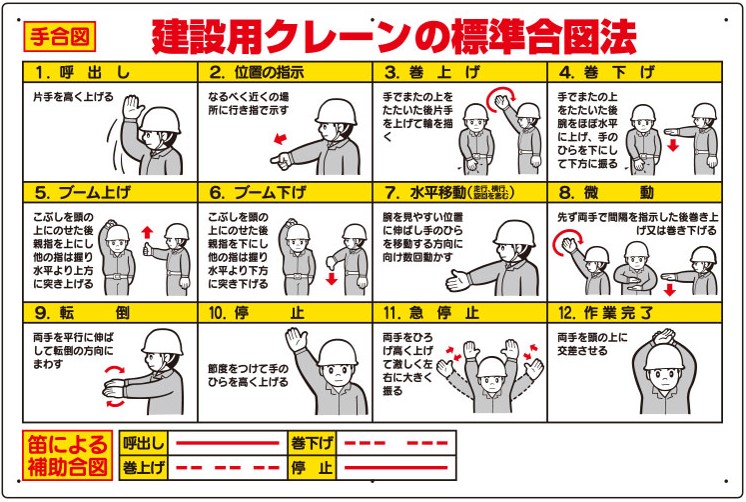 手合図
建設用クレーンの標準合図法
1. 呼出し
2. 位置の指示
3. 巻上げ
4. 巻下げ
片手を高く上げる
なるべく近くの場
所に行き指で示す
手でまたの上を
たたいた後片手
を上げて輪を描
く
手でまたの上
をたたいた後
腕をほぼ水平
に上げ、手の
ひらを下にし
て下方に振る
5. ブーム上げ
6. ブーム下げ
7. 水平移動(走行、横行、旋回を含む)
8. 微動
こぶしを頭の
上にのせた後
親指を上にし
他の指は握り
水平より上方
に突き上げる
こぶしを頭の
上にのせた後
親指を下にし
他の指は握り
水平より下方
に突き下げる
腕を見やすい位置
に伸ばし手のひら
を移動する方向に
向け数回動かす
先ず両手で間隔を指示した後巻き上
げ又は巻き下げる
9. 転倒
10. 停止
11. 急停止
12. 作業完了
両手を平行に伸ば
して転倒の方向に
まわす
節度をつけて手の
ひらを高く上げる
両手をひろ
げ高く上げ
て激しく左
右に大きく
振る
両手を頭の上に
交差させる
笛による
補助合図
呼出し
巻下げ
巻上げ
停止